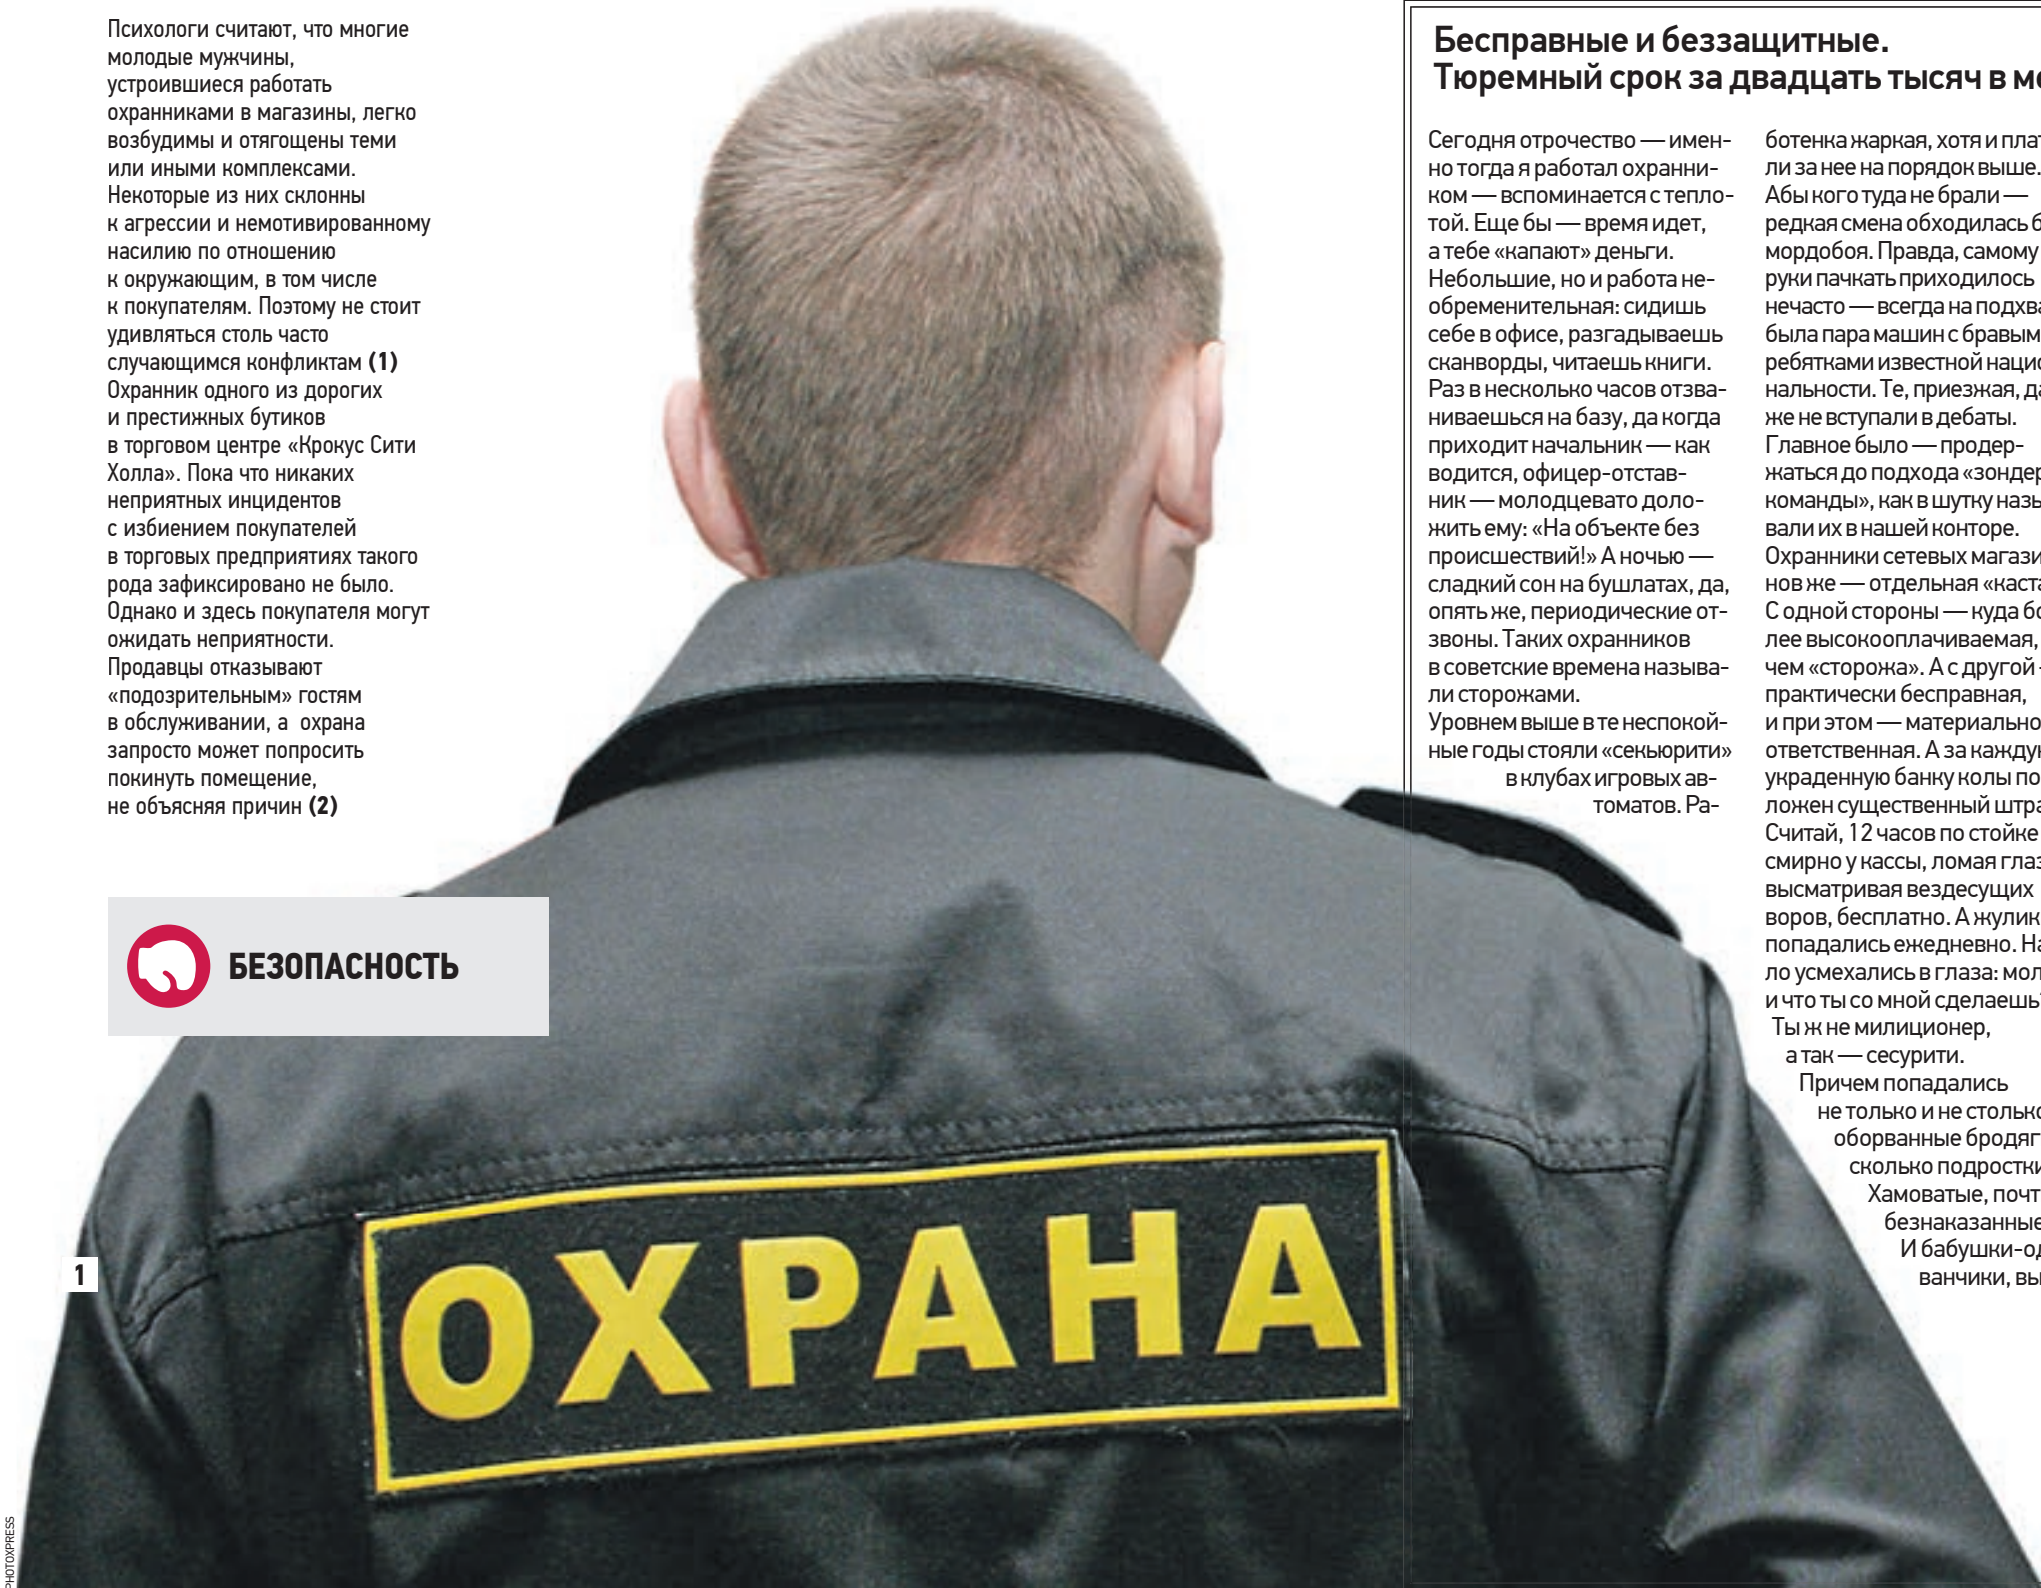 Психологи считают, что многие
молодые мужчины,
устроившиеся работать
охранниками в магазины, легко
возбудимы и отягощены теми
или иными комплексами.
Некоторые из них склонны
к агрессии и немотивированному
насилию по отношению
к окружающим, в том числе
к покупателям. Поэтому не стоит
удивляться столь часто
случающимся конфликтам (1)
Охранник одного из дорогих
и престижных бутиков
в торговом центре «Крокус Сити
Холла». Пока что никаких
неприятных инцидентов
с избиением покупателей
в торговых предприятиях такого
рода зафиксировано не было.
Однако и здесь покупателя могут
ожидать неприятности.
Продавцы отказывают
«подозрительным» гостям
в обслуживании, а охрана
запросто может попросить
покинуть помещение,
не объясняя причин (2)
БЕЗОПАСНОСТЬ
1
PHOTOXPRESS
ОХРАНА
Бесправные и беззащитные.
Тюремный срок за двадцать тысяч в
Сегодня отрочество — имен-
но тогда я работал охранни-
ком — вспоминается с тепло-
той. Еще бы — время идет,
а тебе «капают» деньги.
Небольшие, но и работа не-
обременительная: сидишь
себе в офисе, разгадываешь
сканворды, читаешь книги.
Раз в несколько часов отзва-
ниваешься на базу, да когда
приходит начальник — как
водится, офицер-отстав-
ник — молодцевато доло-
жить ему: «На объекте без
происшествий!» А ночью —
сладкий сон на бушлатах, да,
опять же, периодические от-
звоны. Таких охранников
в советские времена называ-
ли сторожами.
Уровнем выше в те неспокой-
ные годы стояли «секьюрити»
в клубах игровых ав-
томатов. Ра-
ботенка жаркая, хотя и
ли за нее на порядок выше.
Абы кого туда не брали —
редкая смена обходилась
мордобоя. Правда, самому
руки пачкать приходилось
нечасто — всегда на
была пара машин с
ребятками известной
нальности. Те, приезжая,
же не вступали в дебаты.
Главное было — продер-
жаться до подхода
команды», как в шутку
вали их в нашей конторе.
Охранники сетевых
нов же — отдельная
С одной стороны — куда
лее высокооплачиваемая,
чем «сторожа». А с другой
практически бесправная,
и при этом — материально
ответственная. А за
украденную банку колы
ложен существенный
Считай, 12 часов по стойке
смирно у кассы, ломая
высматривая вездесущих
воров, бесплатно. А
попадались ежедневно.
ло усмехались в глаза:
и что ты со мной сделаешь
Ты ж не милиционер,
а так — сесурити.
Причем попадались
не только и не столько
оборванные
сколько подростки
Хамоватые,
безнаказанные
И
ванчики,